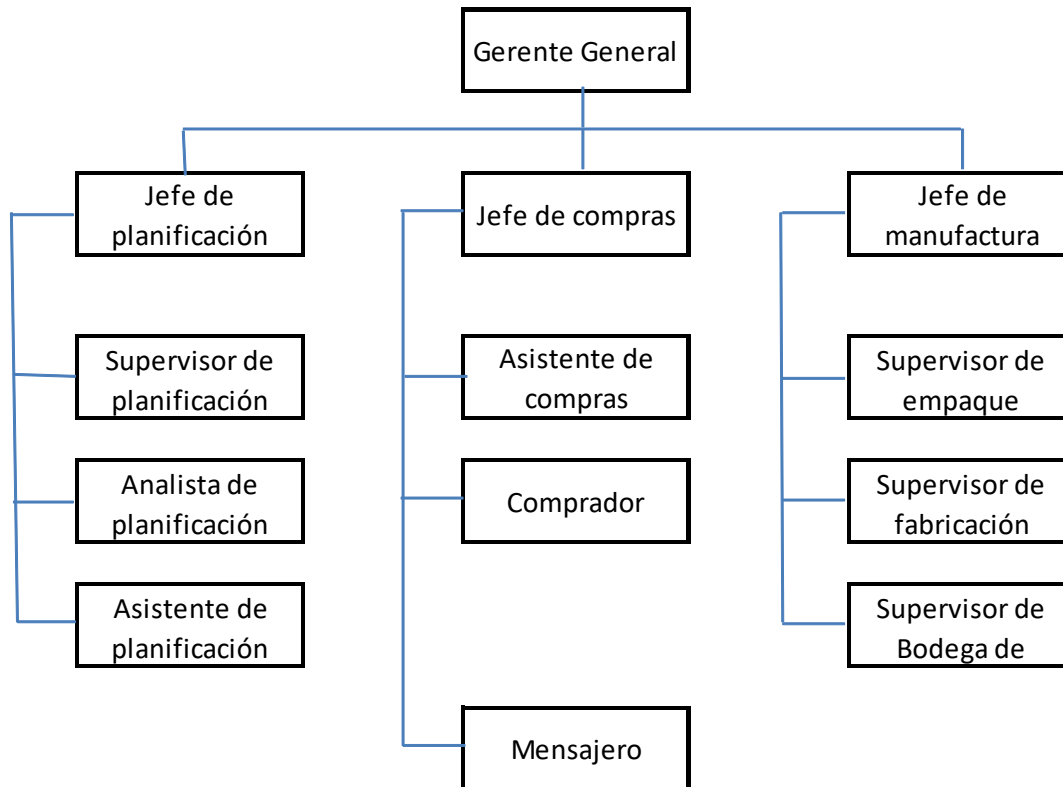 Gerente General
Jefe de
planificación
Jefe de compras
Jefe de
manufactura
Supervisor de
planificación
Asistente de
compras
Supervisor de
empaque
Analista de
planificación
Comprador
Supervisor de
fabricación
Asistente de
planificación
Supervisor de
Bodega de
Mensajero